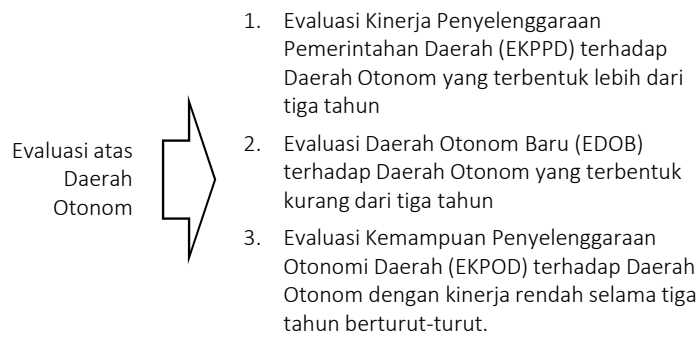 Evaluasi atas
Daerah
Otonom
1. Evaluasi Kinerja Penyelenggaraan
Pemerintahan Daerah (EKPPD) terhadap
Daerah Otonom yang terbentuk lebih dari
tiga tahun
2. Evaluasi Daerah Otonom Baru (EDOB)
terhadap Daerah Otonom yang terbentuk
kurang dari tiga tahun
3. Evaluasi Kemampuan Penyelenggaraan
Otonomi Daerah (EKPOD) terhadap Daerah
Otonom dengan kinerja rendah selama tiga
tahun berturut-turut.